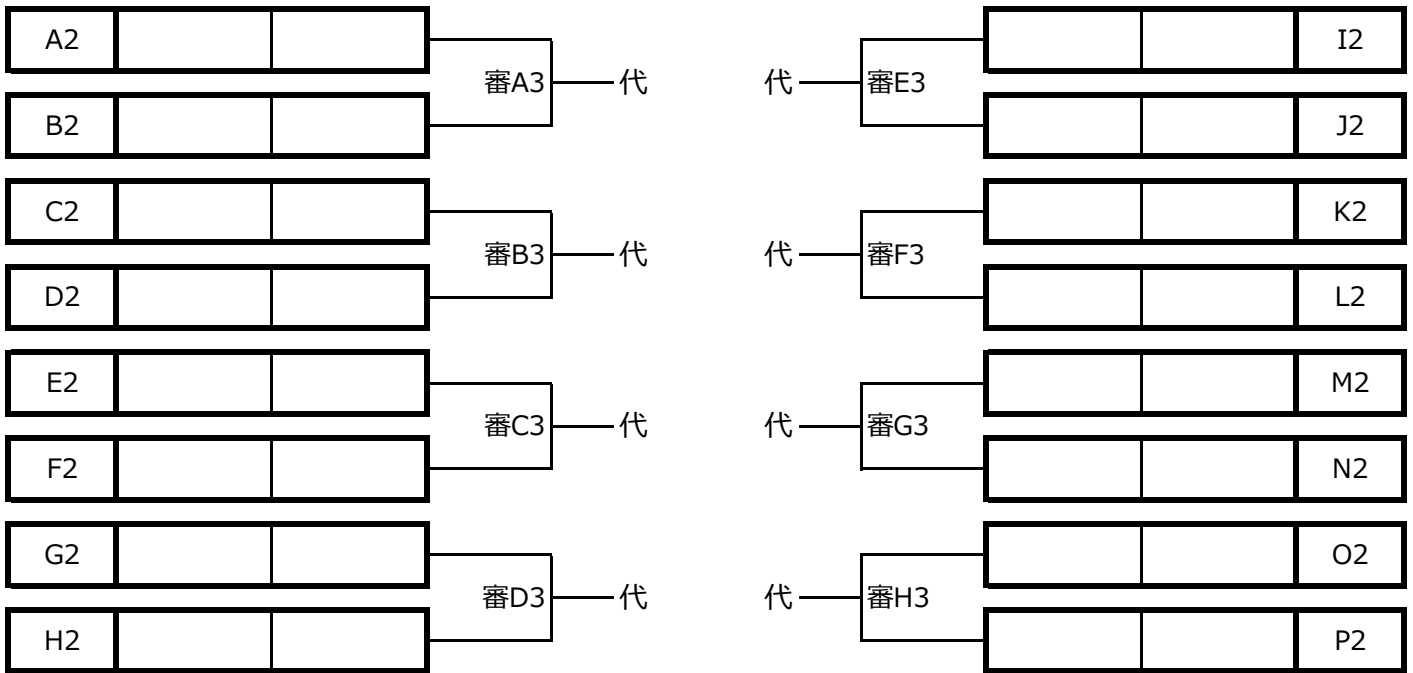 A2
審A3 代
B2
C2
審B3 代
D2
E2
審C3 代
F2
G2
審D3 代
H2
I2
代 審E3
J2
K2
代 審F3
L2
M2
代 審G3
N2
O2
代 審H3
P2